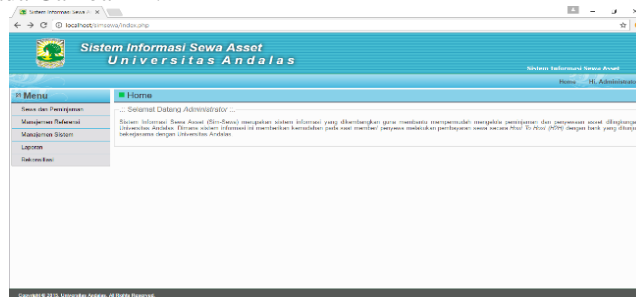 Sistem Informasi Sewa A
localhost/simsewa/index.php
Sistem Informasi Sewa Asset
Universitas Andalas
Sistem Informasi Sewa Asset
Home Hi, Administrator
Menu
Home
Sewa dan Peminjaman
Manajemen Referensi
Manajemen Sistem
Laporan
Rekonsiliasi
..:: Selamat Datang Administrator ::..
Sistem Informasi Sewa Asset (Sim-Sewa) merupakan sistem informasi yang dikembangkan guna membantu mempermudah mengelola peminjaman dan penyewaan asset dilingkungan
Universitas Andalas. Dimana sistem informasi ini memberikan kemudahan pada saat member/ penyewa melakukan pembayaran sewa secara Host To Host (H2H) dengan bank yang
bekerjasama dengan Universitas Andalas.
Copyright © 2015, Universitas Andalas. All Rights Reserved.